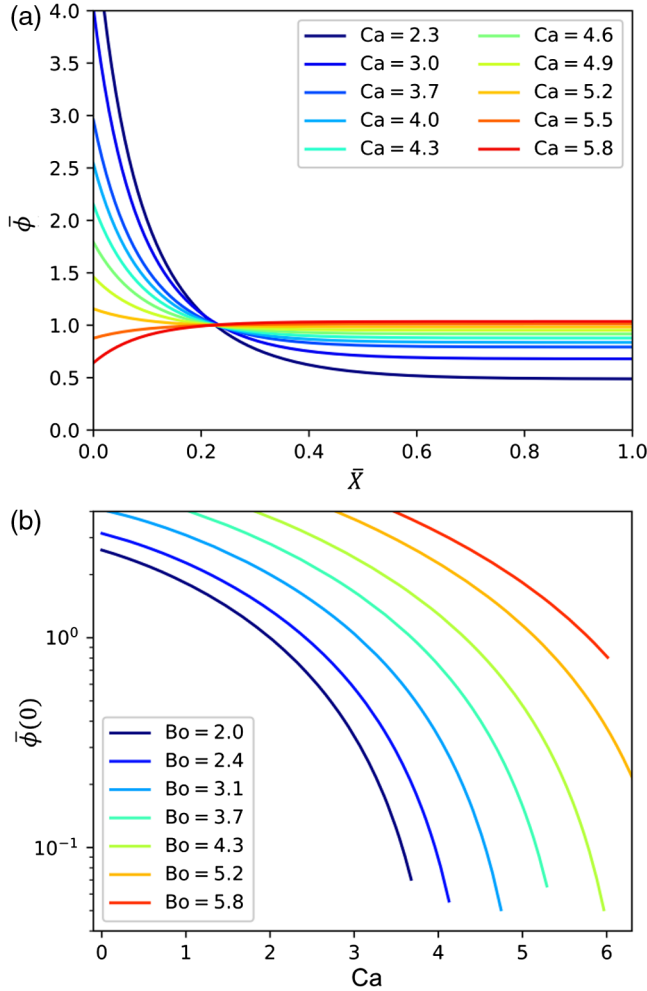 (a)
4.0
3.5
3.0
2.5
2.0
1.5
1.0
0.5
0.0
ϕ̄
Ca = 2.3
Ca = 3.0
Ca = 3.7
Ca = 4.0
Ca = 4.3
Ca = 4.6
Ca = 4.9
Ca = 5.2
Ca = 5.5
Ca = 5.8
0.0 0.2 0.4 0.6 0.8 1.0
X̄
(b)
10⁰
10⁻¹
ϕ̄(0)
Bo = 2.0
Bo = 2.4
Bo = 3.1
Bo = 3.7
Bo = 4.3
Bo = 5.2
Bo = 5.8
0 1 2 3 4 5 6
Ca